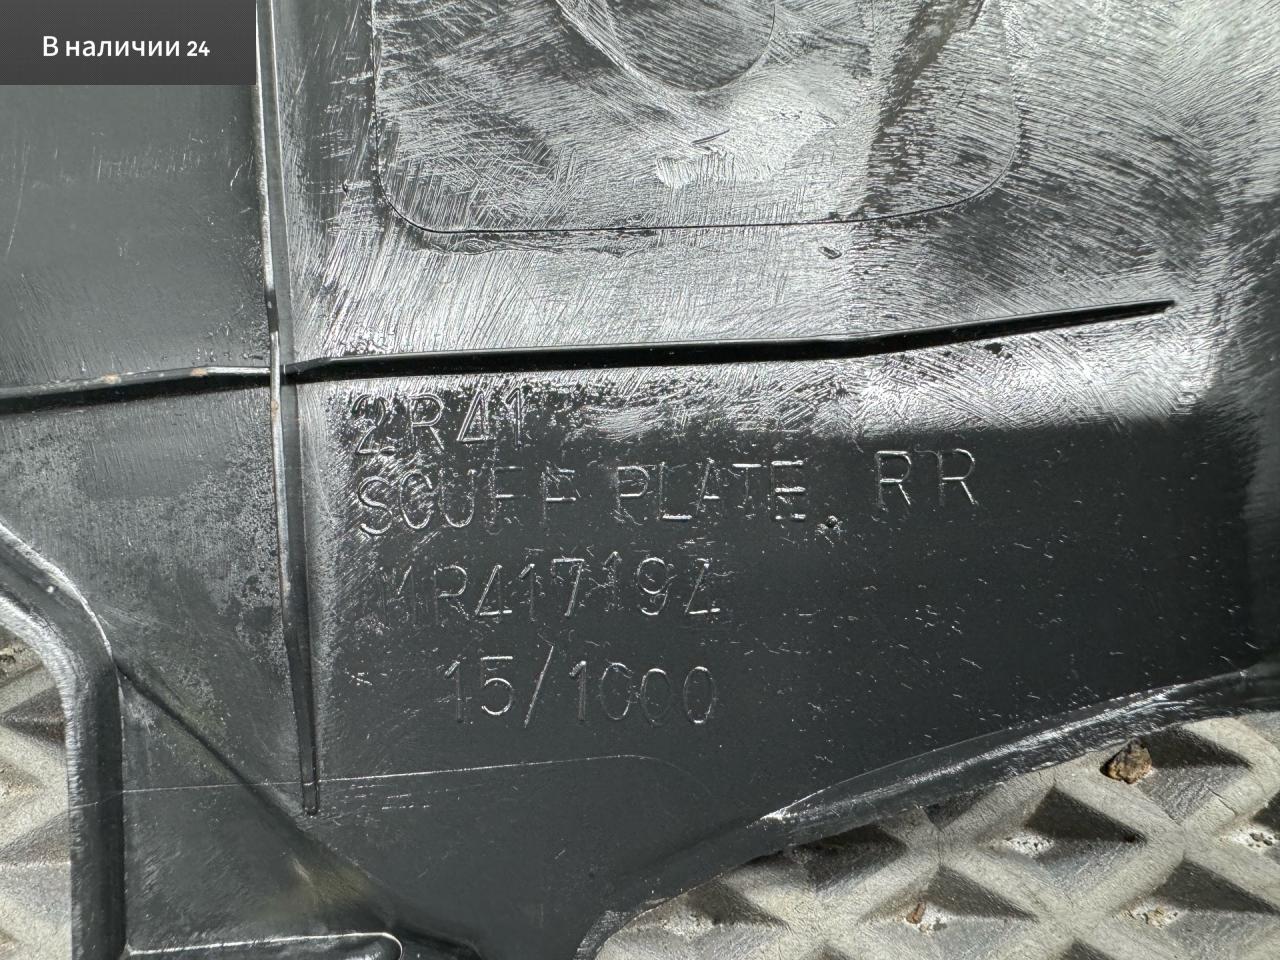 В наличии 24
2R41
SCUFF PLATE, RR
MR417194
15/1000